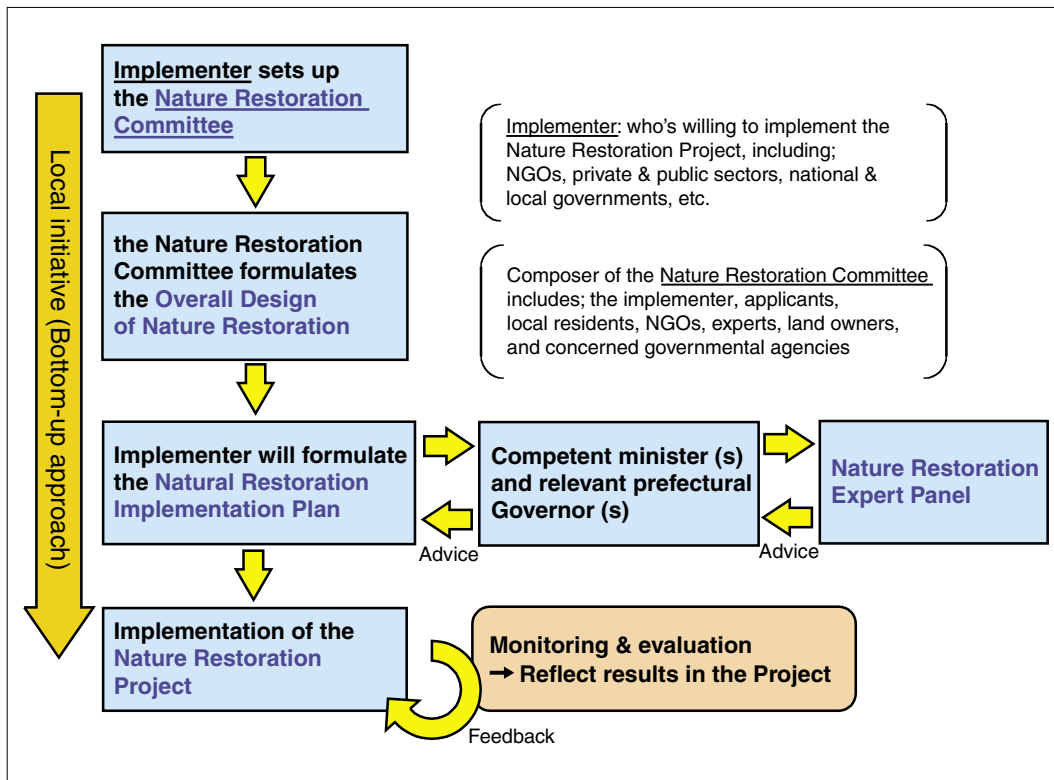 Implementer sets up
the Nature Restoration
Committee
Implementer: who's willing to implement the
Nature Restoration Project, including;
NGOs, private & public sectors, national &
local governments, etc.
Local initiative (Bottom-up approach)
the Nature Restoration
Committee formulates
the Overall Design
of Nature Restoration
Composer of the Nature Restoration Committee
includes; the implementer, applicants,
local residents, NGOs, experts, land owners,
and concerned governmental agencies
Implementer will formulate
the Natural Restoration
Implementation Plan
Competent minister (s)
and relevant prefectural
Governor (s)
Nature Restoration
Expert Panel
Advice
Advice
Implementation of the
Nature Restoration
Project
Monitoring & evaluation
→ Reflect results in the Project
Feedback